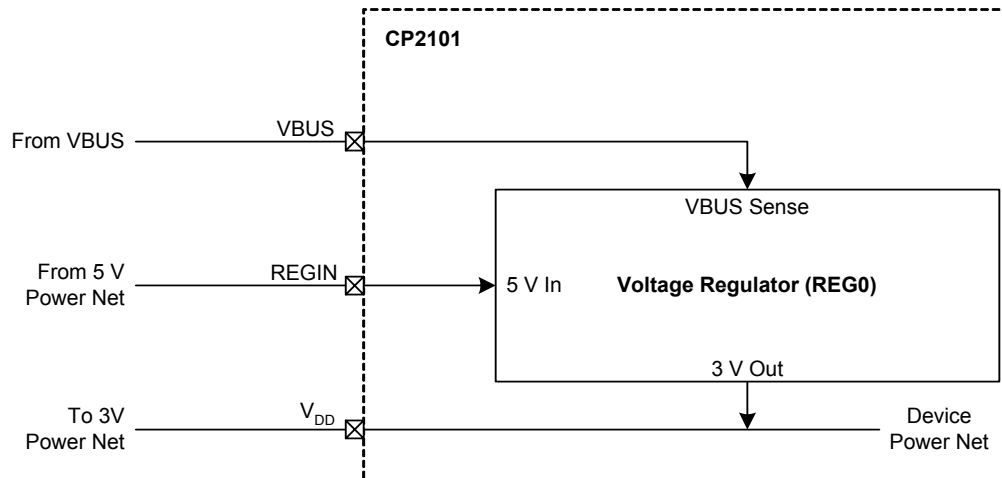 CP2101
From VBUS
VBUS
VBUS Sense
From 5 V
Power Net
REGIN
5 V In
Voltage Regulator (REG0)
3 V Out
To 3V
Power Net
VDD
Device
Power Net